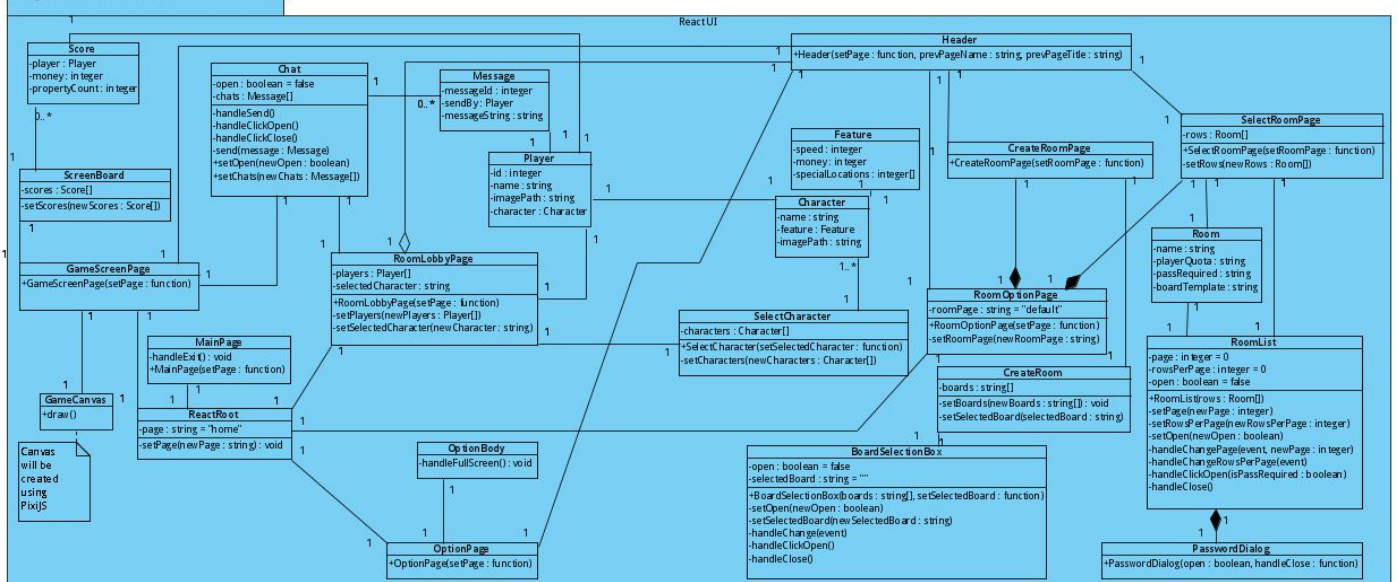 ReactUI
Score
-player : Player
-money : integer
-propertyCount : integer
Chat
-open : boolean = false
-chats : Message[]
-handleSend()
-handleClickOpen()
-handleClickClose()
-send(message : Message)
+setOpen(newOpen : boolean)
+setChats(newChats : Message[])
Message
-messageId : integer
-sendBy : Player
-messageString : string
Header
+Header(setPage : function, prevPageName : string, prevPageTitle : string)
SelectRoomPage
-rows : Room[]
+SelectRoomPage(setRoomPage : function)
-setRows(newRows : Room[])
Feature
-speed : integer
-money : integer
-specialLocations : integer[]
CreateRoomPage
+CreateRoomPage(setRoomPage : function)
Player
-id : integer
-name : string
-imagePath : string
-character : Character
ScreenBoard
-scores : Score[]
-setScores(newScores : Score[])
Character
-name : string
-feature : Feature
-imagePath : string
Room
-name : string
-playerQuota : string
-passRequired : string
-boardTemplate : string
GameScreenPage
+GameScreenPage(setPage : function)
RoomLobbyPage
-players : Player[]
-selectedCharacter : string
+RoomLobbyPage(setPage : function)
-setPlayers(newPlayers : Player[])
-setSelectedCharacter(newCharacter : string)
RoomOptionPage
-roomPage : string = "default"
+RoomOptionPage(setPage : function)
-setRoomPage(newRoomPage : string)
SelectCharacter
-characters : Character[]
+SelectCharacter(setSelectedCharacter : function)
-setCharacters(newCharacters : Character[])
MainPage
-handleExit() : void
+MainPage(setPage : function)
RoomList
-page : integer = 0
-rowsPerPage : integer = 0
-open : boolean = false
+RoomList(rows : Room[])
-setPage(newPage : integer)
-setRowsPerPage(newRowsPerPage : integer)
-setOpen(newOpen : boolean)
-handleChangePage(event, newPage : integer)
-handleChangeRowsPerPage(event)
-handleClickOpen(isPassRequired : boolean)
-handleClose()
CreateRoom
-boards : string[]
-setBoards(newBoards : string[]) : void
-setSelectedBoard(selectedBoard : string)
GameCanvas
+draw()
ReactRoot
-page : string = "home"
-setPage(newPage : string) : void
Canvas
will be
created
using
PixiJS
OptionBody
-handleFullScreen() : void
BoardSelectionBox
-open : boolean = false
-selectedBoard : string = ""
+BoardSelectionBox(boards : string[], setSelectedBoard : function)
-setOpen(newOpen : boolean)
-setSelectedBoard(newSelectedBoard : string)
-handleChange(event)
-handleClickOpen()
-handleClose()
OptionPage
+OptionPage(setPage : function)
PasswordDialog
+PasswordDialog(open : boolean, handleClose : function)
0..*
0..*
1..*